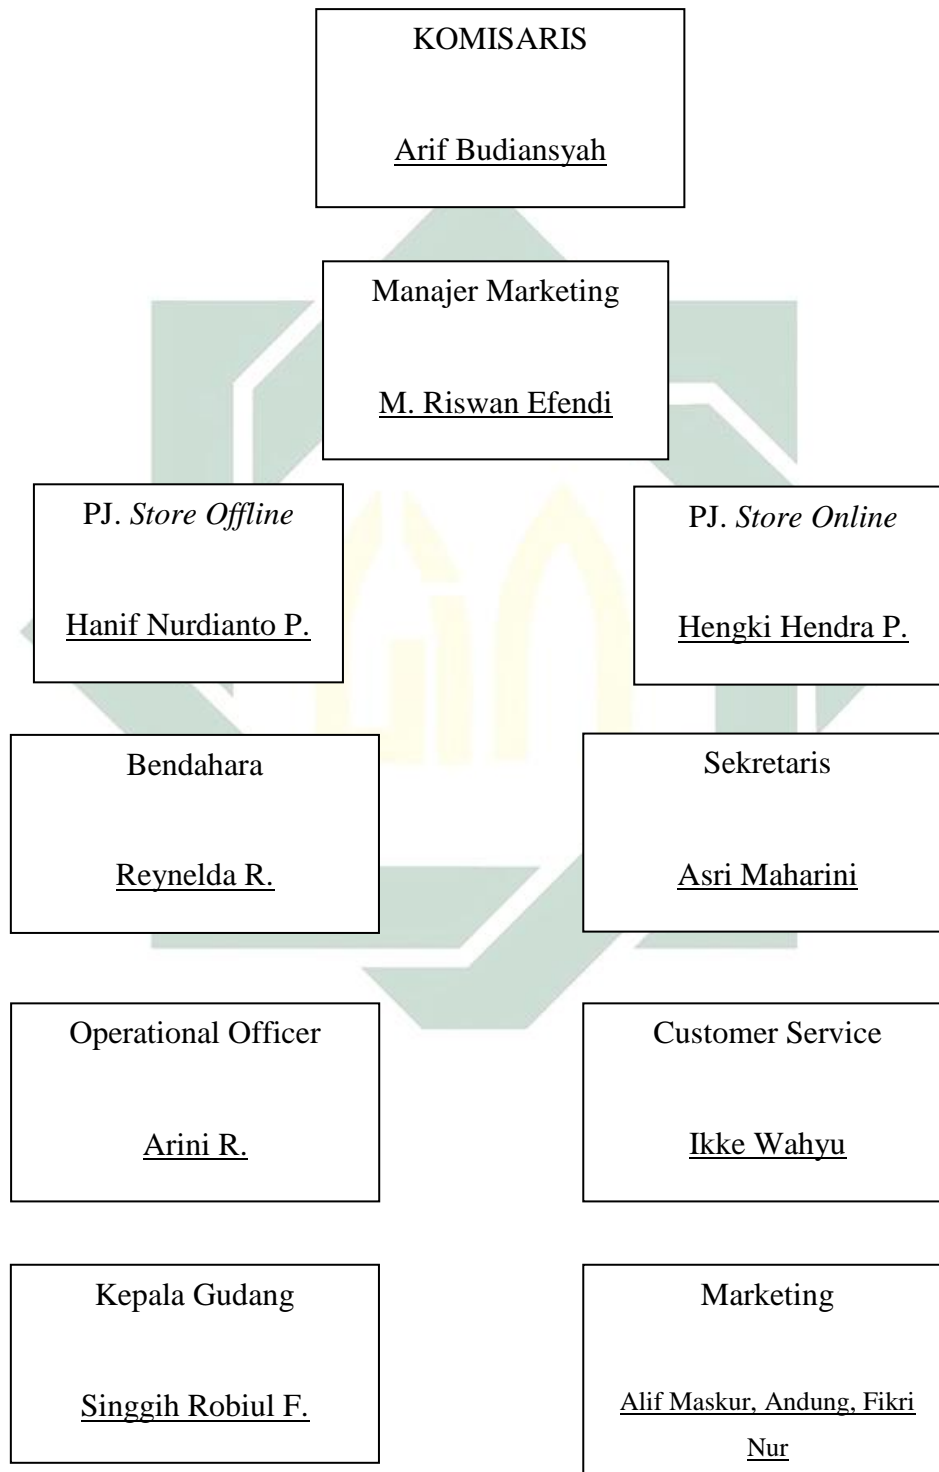 KOMISARIS
Arif Budiansyah
Manajer Marketing
M. Riswan Efendi
PJ. Store Offline
Hanif Nurdianto P.
PJ. Store Online
Hengki Hendra P.
Bendahara
Reynelda R.
Sekretaris
Asri Maharini
Operational Officer
Arini R.
Customer Service
Ikke Wahyu
Kepala Gudang
Singgih Robiul F.
Marketing
Alif Maskur, Andung, Fikri
Nur